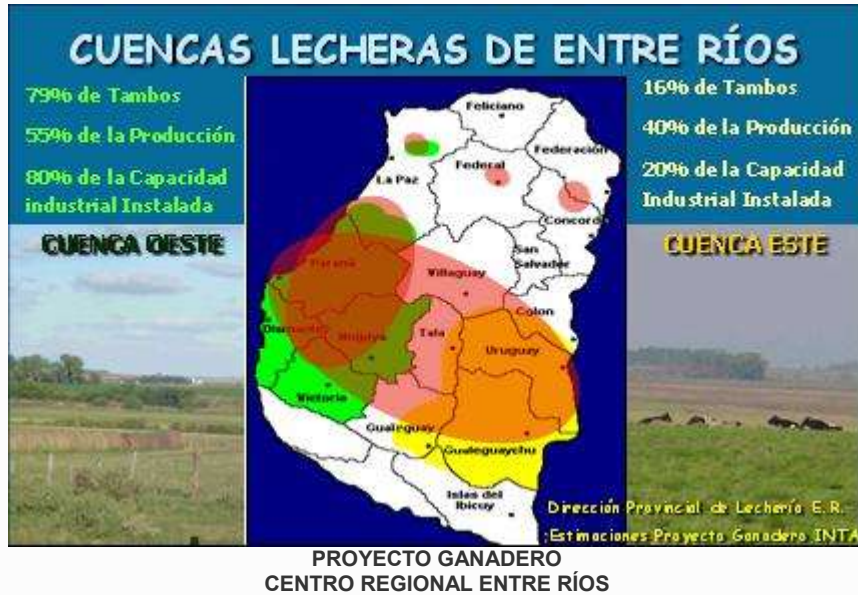 CUENCAS LECHERAS DE ENTRE RÍOS
79% de Tambos
55% de la Producción
80% de la Capacidad
industrial Instalada
CUENCA OESTE
16% de Tambos
40% de la Producción
20% de la Capacidad
Industrial Instalada
CUENCA ESTE
Feliciano
Federación
La Paz
Federal
Concordia
San
Salvador
Paraná
Villaguay
Colon
Diamante
Nogoya
Tala
Uruguay
Victoria
Gualeguay
Gualeguaychu
Islas del
Ibicuy
Dirección Provincial de Lechería E.R.
;Estimaciones Proyecto Ganadero INTA
PROYECTO GANADERO
CENTRO REGIONAL ENTRE RÍOS